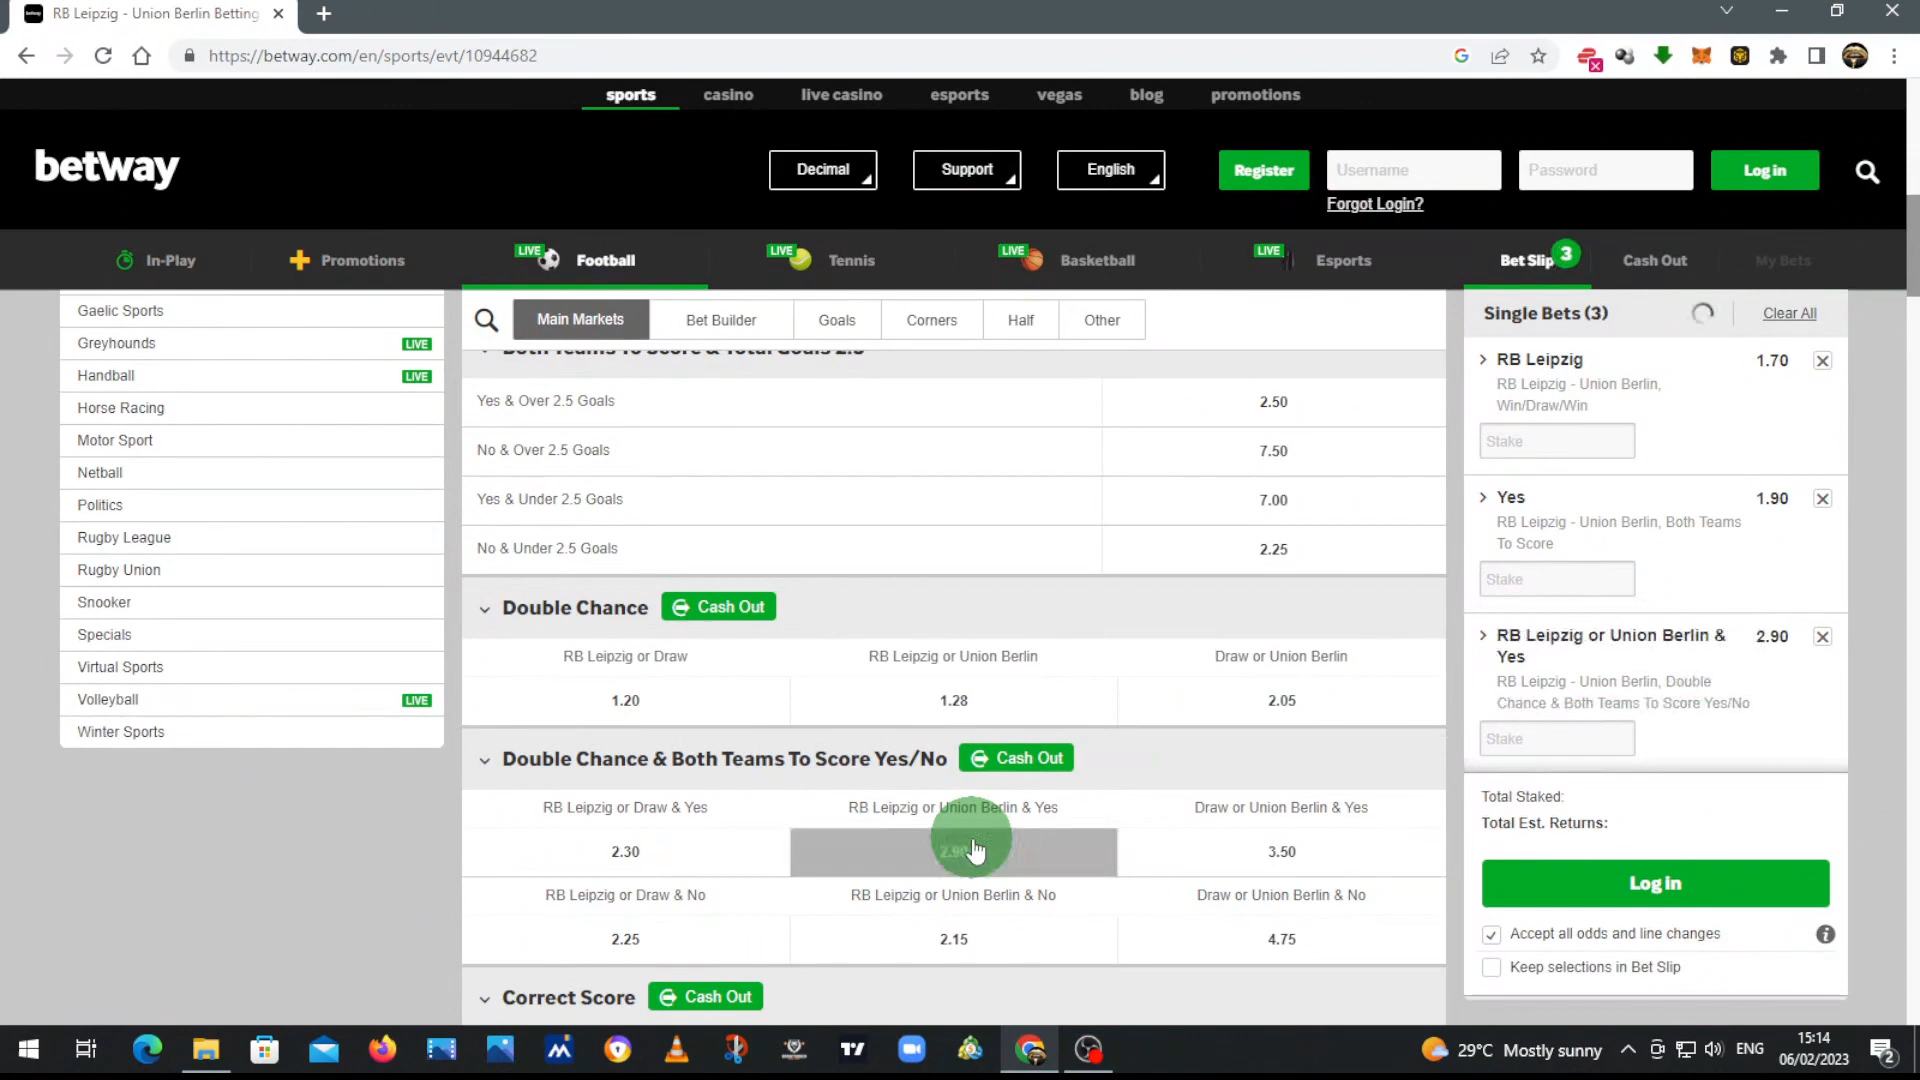 RB Leipzig - Union Berlin Betting
https://betway.com/en/sports/evt/10944682
sports casino live casino esports vegas blog promotions
betway
Decimal Support English Register Username Password Log in
Forgot Login?
In-Play Promotions LIVE Football LIVE Tennis LIVE Basketball LIVE Esports Bet Slip 3 Cash Out My Bets
Gaelic Sports
Greyhounds LIVE
Handball LIVE
Horse Racing
Motor Sport
Netball
Politics
Rugby League
Rugby Union
Snooker
Specials
Virtual Sports
Volleyball LIVE
Winter Sports
Main Markets Bet Builder Goals Corners Half Other
Both Teams To Score & Total Goals 2.5
Yes & Over 2.5 Goals 2.50
No & Over 2.5 Goals 7.50
Yes & Under 2.5 Goals 7.00
No & Under 2.5 Goals 2.25
Double Chance Cash Out
RB Leipzig or Draw RB Leipzig or Union Berlin Draw or Union Berlin
1.20 1.28 2.05
Double Chance & Both Teams To Score Yes/No Cash Out
RB Leipzig or Draw & Yes RB Leipzig or Union Berlin & Yes Draw or Union Berlin & Yes
2.30 2.90 3.50
RB Leipzig or Draw & No RB Leipzig or Union Berlin & No Draw or Union Berlin & No
2.25 2.15 4.75
Correct Score Cash Out
Single Bets (3) Clear All
RB Leipzig 1.70
RB Leipzig - Union Berlin,
Win/Draw/Win
Stake
Yes 1.90
RB Leipzig - Union Berlin, Both Teams
To Score
Stake
RB Leipzig or Union Berlin & 2.90
Yes
RB Leipzig - Union Berlin, Double
Chance & Both Teams To Score Yes/No
Stake
Total Staked:
Total Est. Returns:
Log in
Accept all odds and line changes
Keep selections in Bet Slip
29°C Mostly sunny ENG 15:14
06/02/2023 2